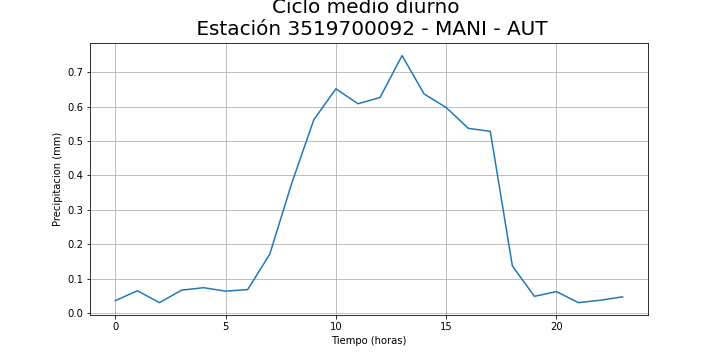 Ciclo medio diurno
Estación 3519700092 - MANI - AUT
Precipitacion (mm)
0.7
0.6
0.5
0.4
0.3
0.2
0.1
0.0
0 5 10 15 20
Tiempo (horas)